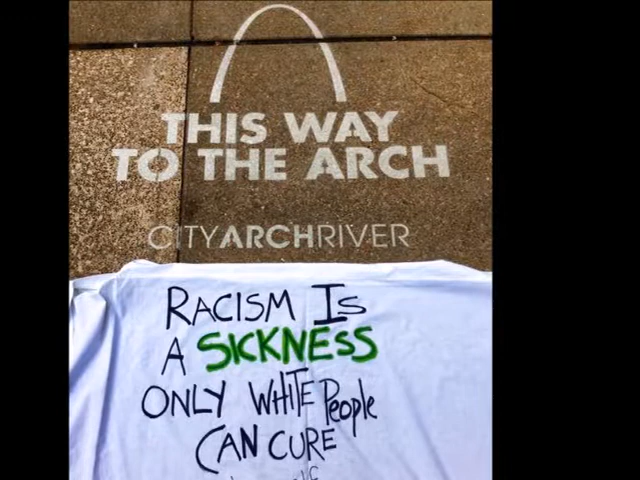 THIS WAY
TO THE ARCH
CITYARCHRIVER
RACISM IS
A SICKNESS
ONLY WHITE People
CAN CURE